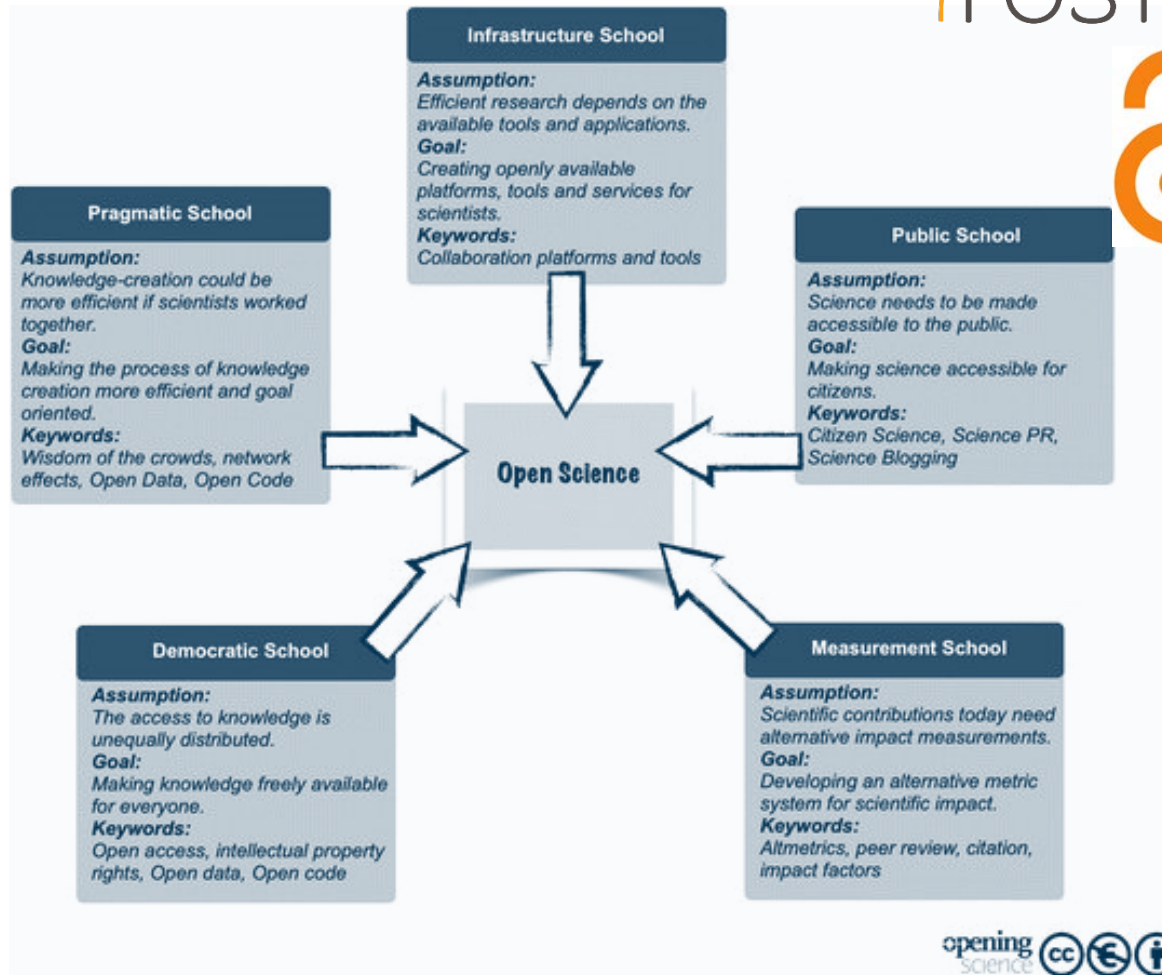 Infrastructure School
Assumption:
Efficient research depends on the
available tools and applications.
Goal:
Creating openly available
platforms, tools and services for
scientists.
Keywords:
Collaboration platforms and tools
Pragmatic School
Assumption:
Knowledge-creation could be
more efficient if scientists worked
together.
Goal:
Making the process of knowledge
creation more efficient and goal
oriented.
Keywords:
Wisdom of the crowds, network
effects, Open Data, Open Code
Public School
Assumption:
Science needs to be made
accessible to the public.
Goal:
Making science accessible for
citizens.
Keywords:
Citizen Science, Science PR,
Science Blogging
Open Science
Democratic School
Assumption:
The access to knowledge is
unequally distributed.
Goal:
Making knowledge freely available
for everyone.
Keywords:
Open access, intellectual property
rights, Open data, Open code
Measurement School
Assumption:
Scientific contributions today need
alternative impact measurements.
Goal:
Developing an alternative metric
system for scientific impact.
Keywords:
Altmetrics, peer review, citation,
impact factors
opening
science
cc